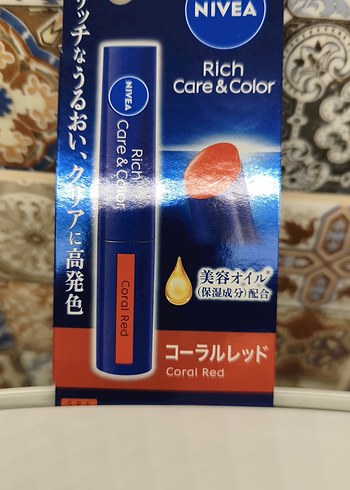 NIVEA
Rich
Care & Color
リッチなうるおい、クリアに高発色
NIVEA
Rich
Care & Color
Coral Red
美容オイル*
(保湿成分)配合
コーラルレッド
Coral Red